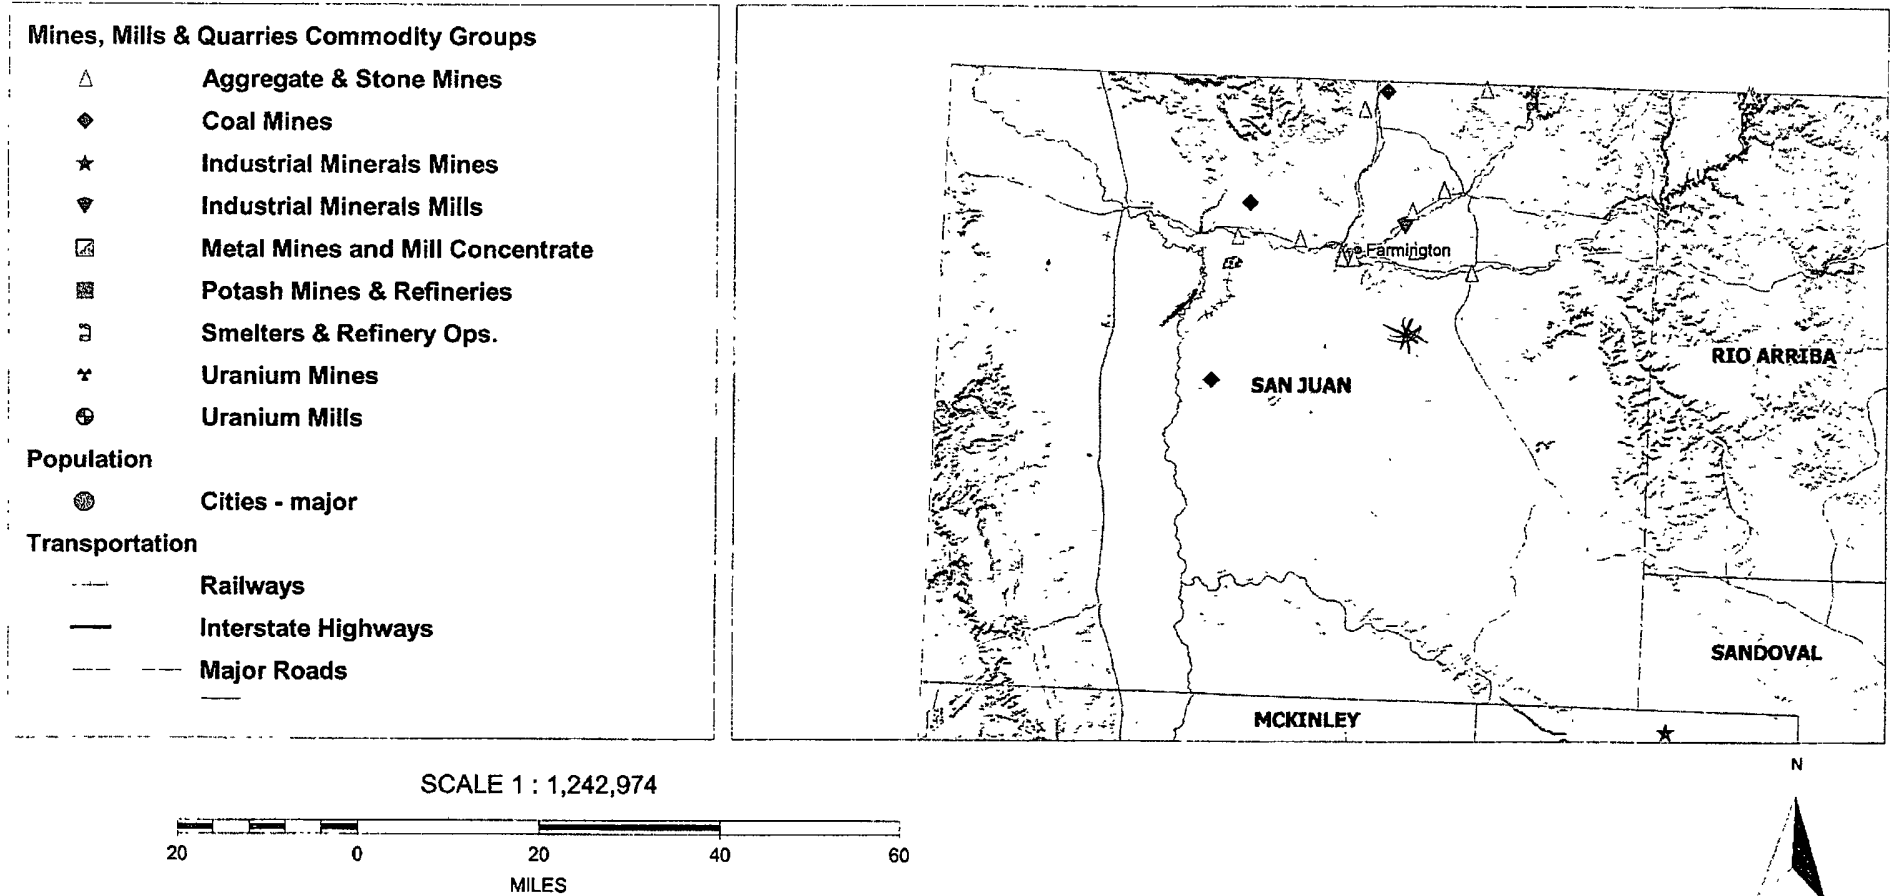 Mines, Mills & Quarries Commodity Groups
Aggregate & Stone Mines
Coal Mines
Industrial Minerals Mines
Industrial Minerals Mills
Metal Mines and Mill Concentrate
Potash Mines & Refineries
Smelters & Refinery Ops.
Uranium Mines
Uranium Mills
Population
Cities - major
Transportation
Railways
Interstate Highways
Major Roads
Farmington
RIO ARRIBA
SAN JUAN
SANDOVAL
MCKINLEY
SCALE 1 : 1,242,974
20 0 20 40 60
MILES
N